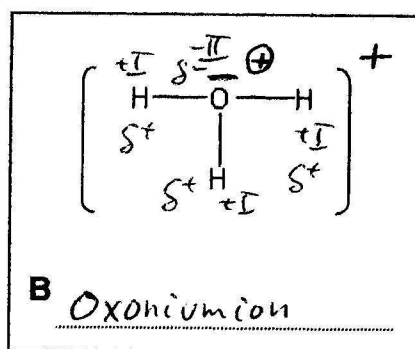 +I δ- -II ⊕ +
H O H
δ+ +I
δ+ H +I δ+
B Oxoniumion